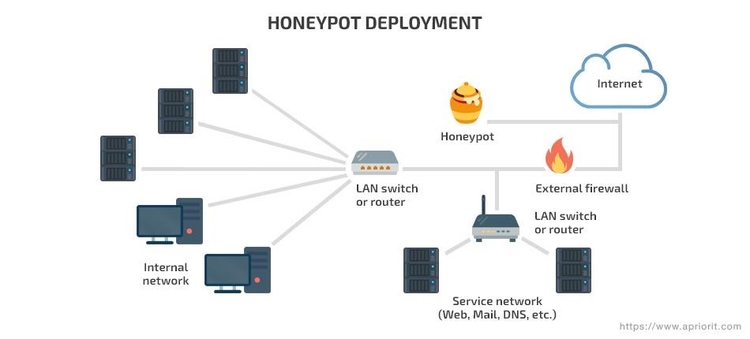 HONEYPOT DEPLOYMENT
Internet
Honeypot
External firewall
LAN switch
or router
LAN switch
or router
Internal
network
Service network
(Web, Mail, DNS, etc.)
https://www.apriorit.com